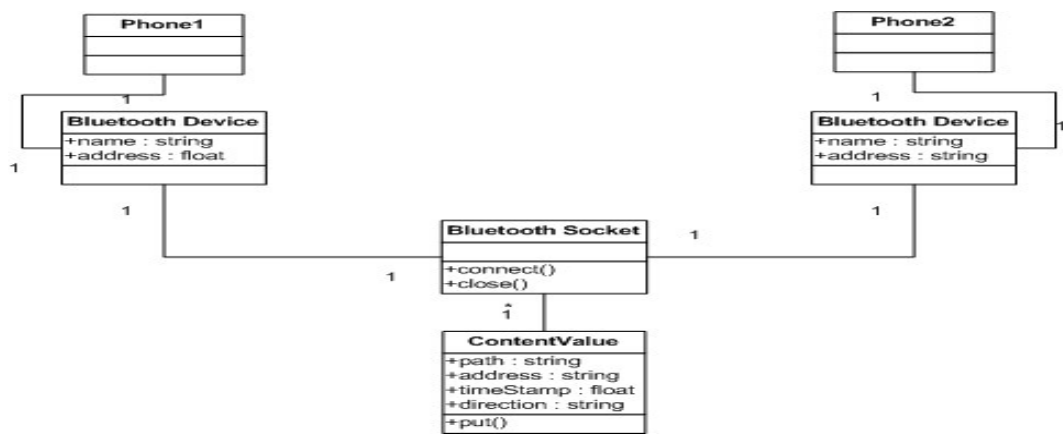 Phone1
Phone2
1
1
Bluetooth Device
+name : string
+address : float
1
Bluetooth Device
+name : string
+address : string
1
1
1
Bluetooth Socket
+connect()
+close()
1
1
*
1
ContentValue
+path : string
+address : string
+timeStamp : float
+direction : string
+put()